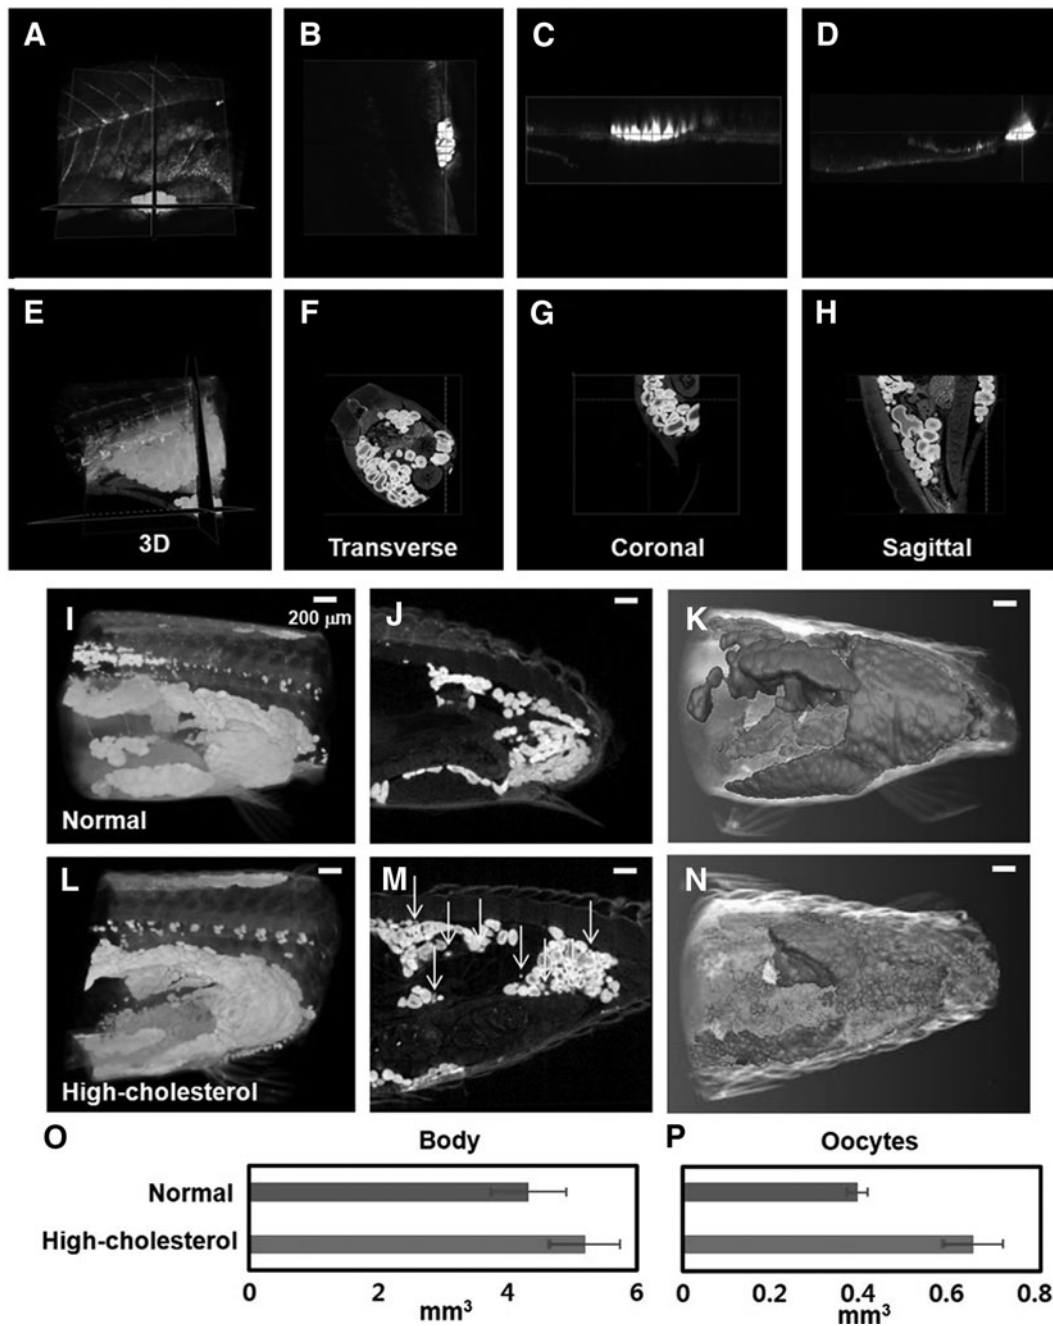 A B C D
E F G H
3D Transverse Coronal Sagittal
I J K
200 μm
Normal
L M N
High-cholesterol
O Body P Oocytes
Normal
High-cholesterol
0 2 4 6 0 0.2 0.4 0.6 0.8
mm³ mm³